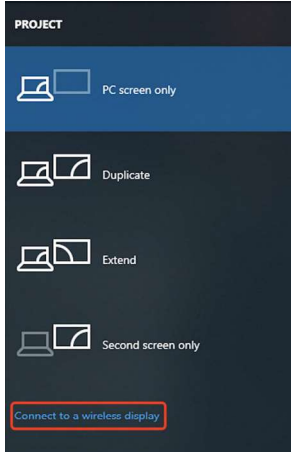 PROJECT
PC screen only
Duplicate
Extend
Second screen only
Connect to a wireless display